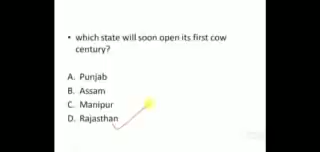 • which state will soon open its first cow
century?
A. Punjab
B. Assam
C. Manipur
D. Rajasthan